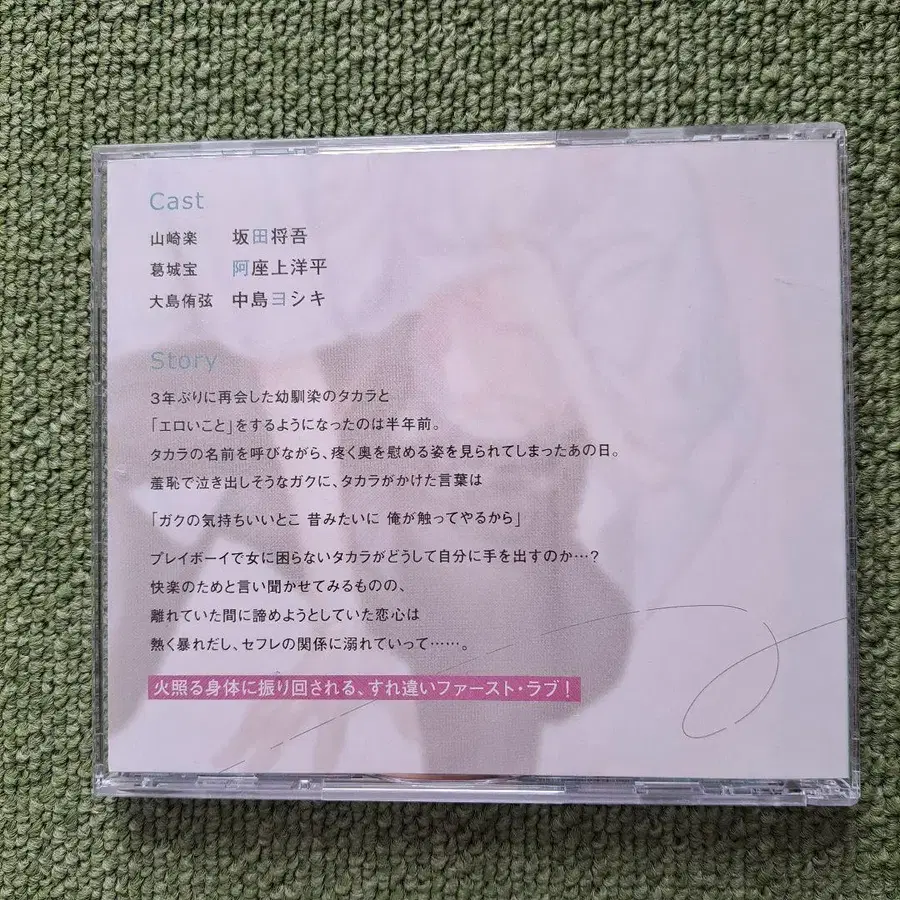 Cast
山崎楽 坂田将吾
葛城宝 阿座上洋平
大島侑弦 中島ヨシキ
Story
3年ぶりに再会した幼馴染のタカラと
「エロいこと」をするようになったのは半年前。
タカラの名前を呼びながら、疼く奥を慰める姿を見られてしまったあの日。
羞恥で泣き出しそうなガクに、タカラがかけた言葉は
「ガクの気持ちいいとこ 昔みたいに 俺が触ってやるから」
プレイボーイで女に困らないタカラがどうして自分に手を出すのか…?
快楽のためと言い聞かせてみるものの、
離れていた間に諦めようとしていた恋心は
熱く暴れだし、セフレの関係に溺れていって……。
火照る身体に振り回される、すれ違いファースト・ラブ!